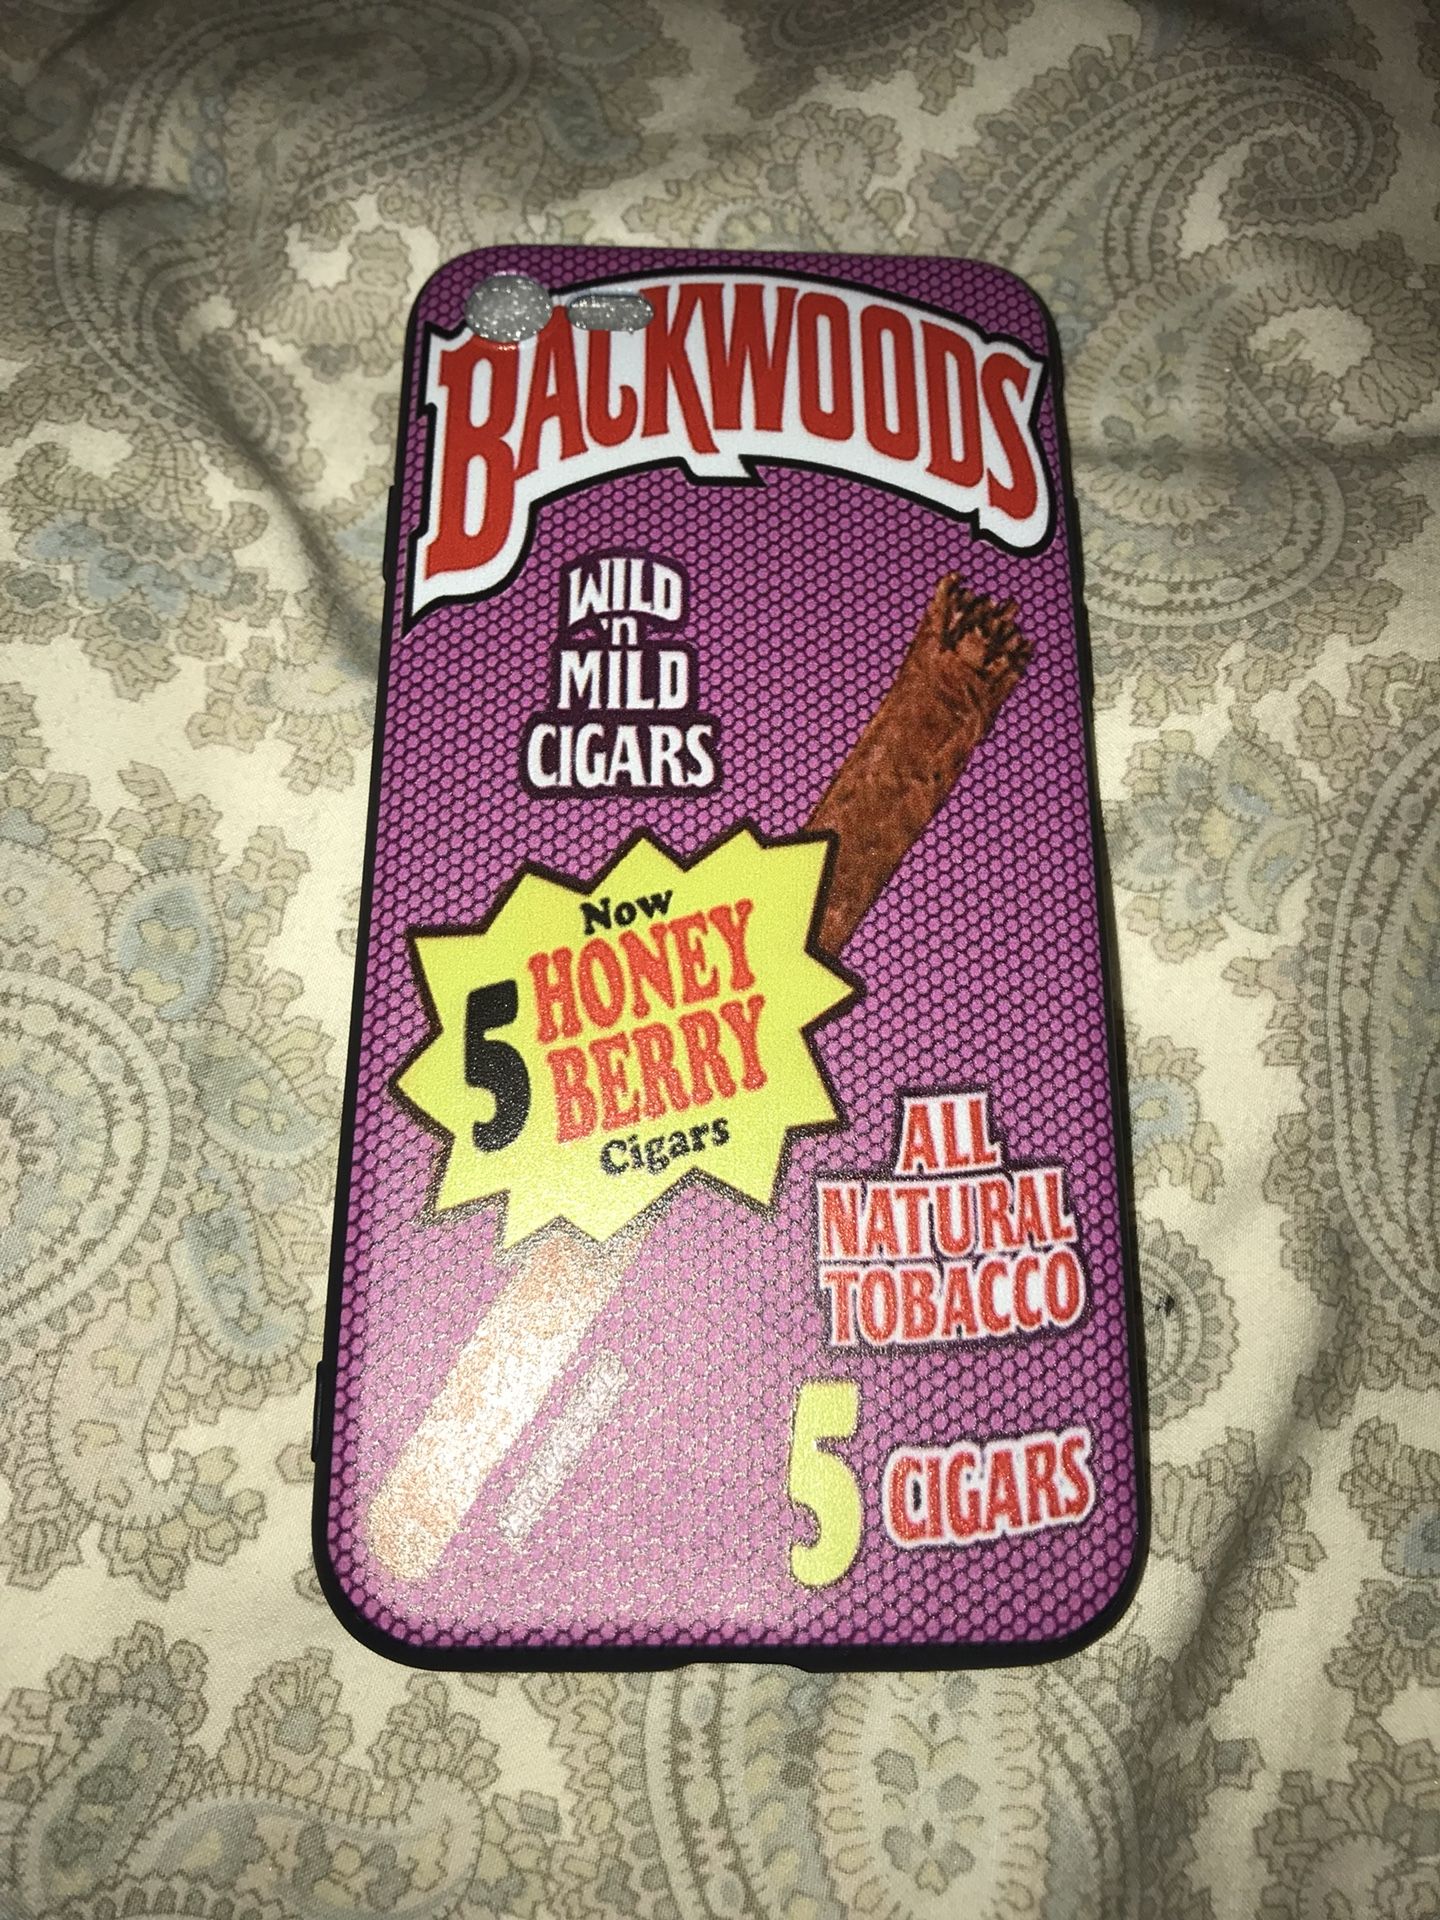 BACKWOODS
WILD
'n
MILD
CIGARS
Now
5 HONEY
BERRY
Cigars
ALL
NATURAL
TOBACCO
5 CIGARS